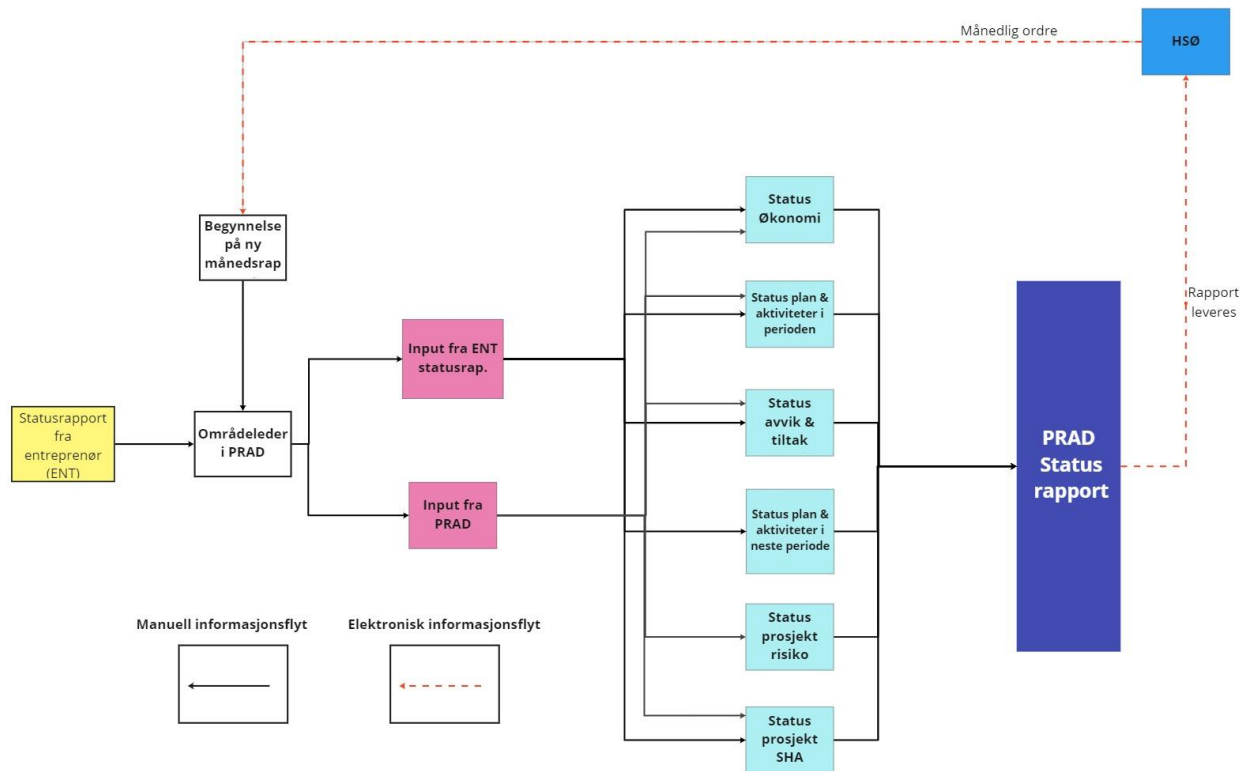 Månedlig ordre
HSØ
Status
Økonomi
Begynnelse
på ny
månedsrap
Rapport
leveres
Status plan &
aktiviteter i
perioden
Input fra ENT
statusrap.
Statusrapport
fra
entreprenør
(ENT)
Områdeleder
i PRAD
Status
avvik &
tiltak
PRAD
Status
rapport
Input fra
PRAD
Status plan &
aktiviteter i
neste periode
Manuell informasjonsflyt
Elektronisk informasjonsflyt
Status
prosjekt
risiko
Status
prosjekt
SHA